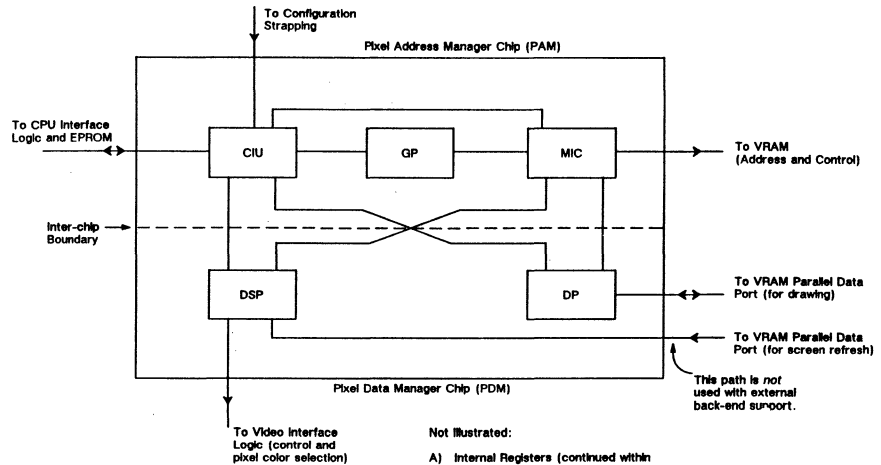 To Configuration
Strapping
Pixel Address Manager Chip (PAM)
To CPU Interface
Logic and EPROM
CIU
GP
MIC
To VRAM
(Address and Control)
Inter-chip
Boundary
DSP
DP
To VRAM Parallel Data
Port (for drawing)
To VRAM Parallel Data
Port (for screen refresh)
This path is not
used with external
back-end support.
Pixel Data Manager Chip (PDM)
To Video Interface
Logic (control and
pixel color selection)
Not Illustrated:
A) Internal Registers (continued within